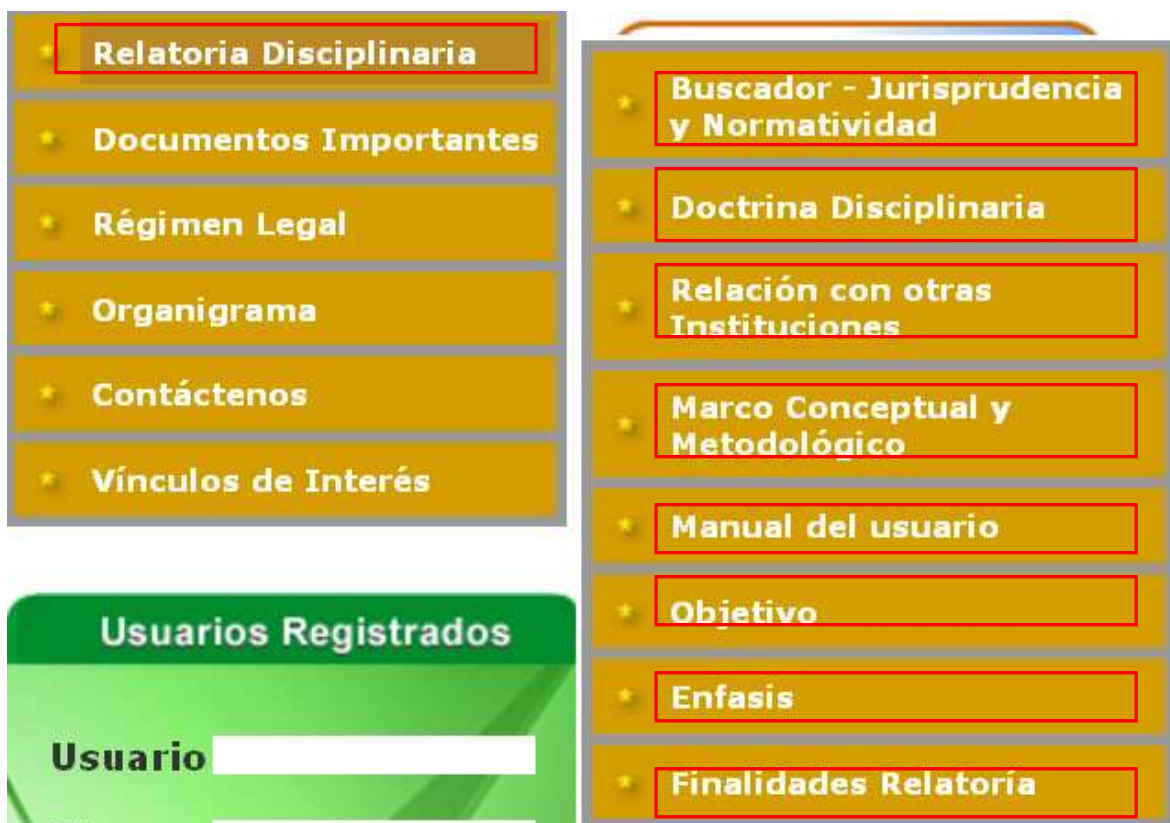 Relatoria Disciplinaria
Documentos Importantes
Régimen Legal
Organigrama
Contáctenos
Vínculos de Interés
Usuarios Registrados
Usuario
Buscador - Jurisprudencia
y Normatividad
Doctrina Disciplinaria
Relación con otras
Instituciones
Marco Conceptual y
Metodológico
Manual del usuario
Objetivo
Enfasis
Finalidades Relatoría